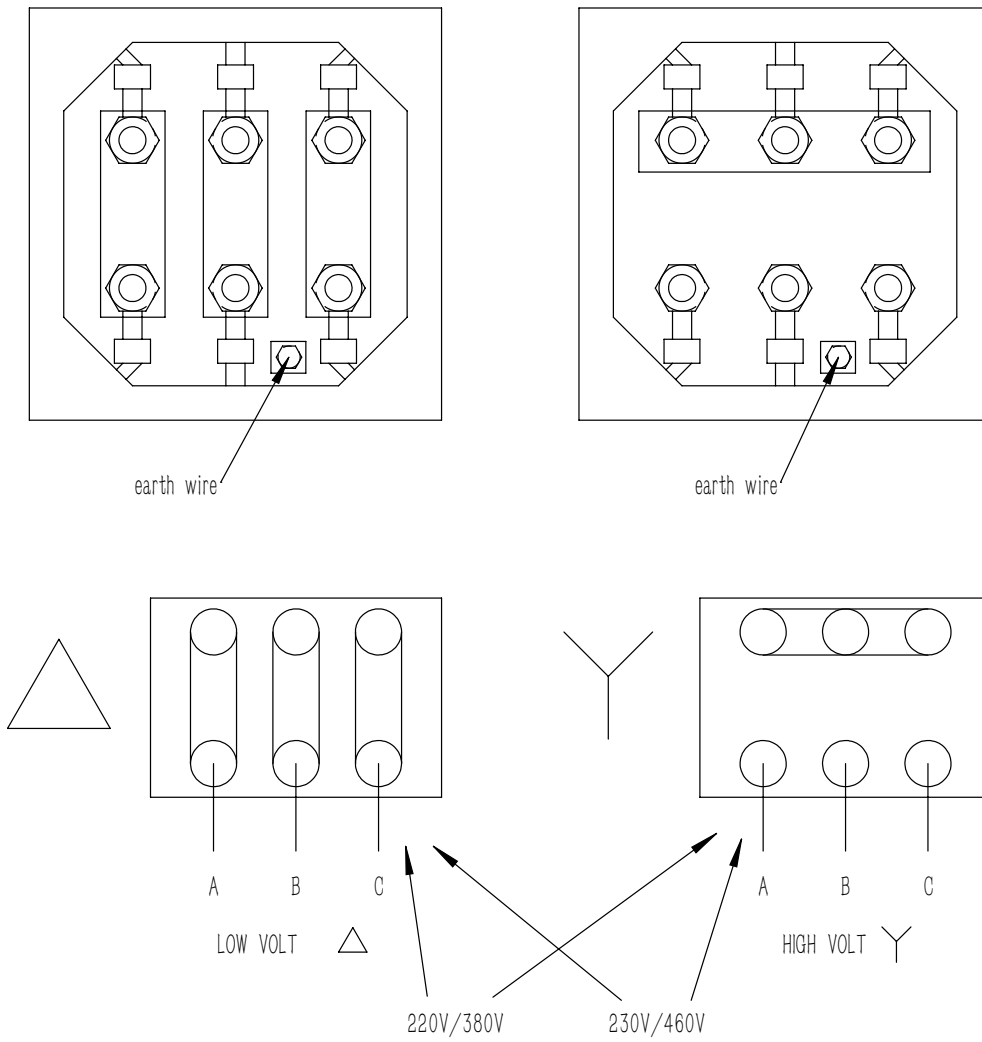 earth wire
earth wire
A B C
A B C
LOW VOLT
HIGH VOLT
220V/380V
230V/460V